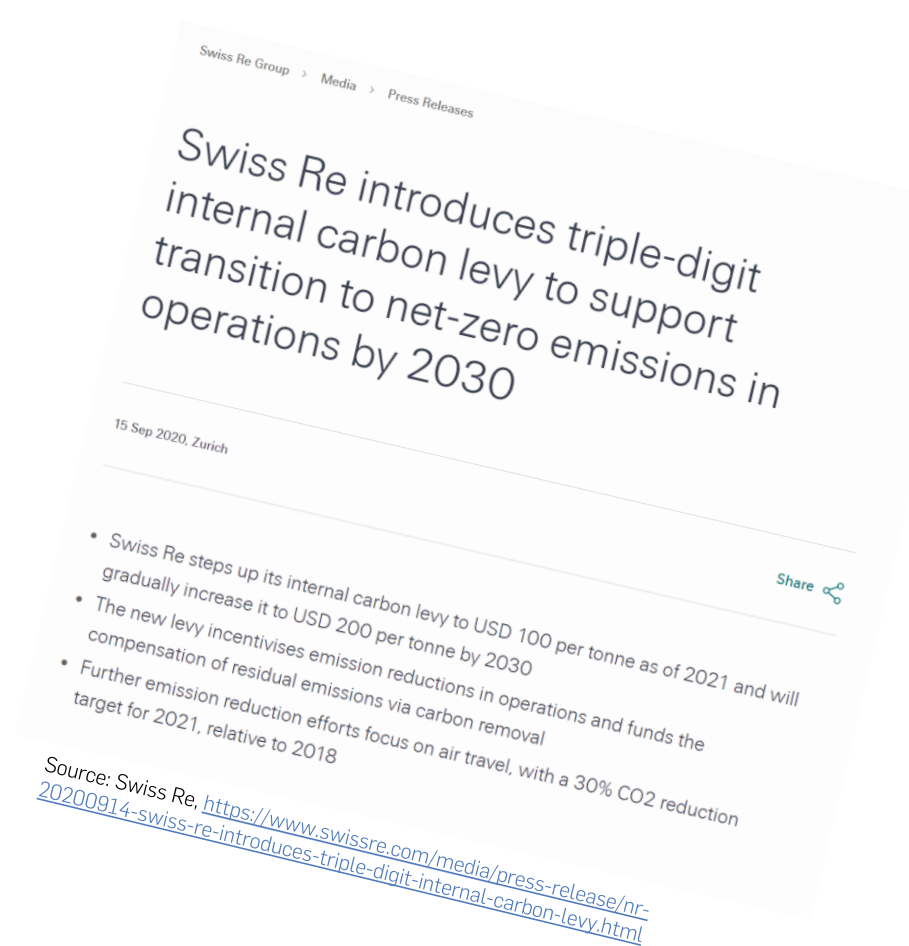 Swiss Re Group > Media > Press Releases
Swiss Re introduces triple-digit
internal carbon levy to support
transition to net-zero emissions in
operations by 2030
15 Sep 2020, Zurich
Share
• Swiss Re steps up its internal carbon levy to USD 100 per tonne as of 2021 and will
gradually increase it to USD 200 per tonne by 2030
• The new levy incentivises emission reductions in operations and funds the
compensation of residual emissions via carbon removal
• Further emission reduction efforts focus on air travel, with a 30% CO2 reduction
target for 2021, relative to 2018
Source: Swiss Re, https://www.swissre.com/media/press-release/nr-
20200914-swiss-re-introduces-triple-digit-internal-carbon-levy.html